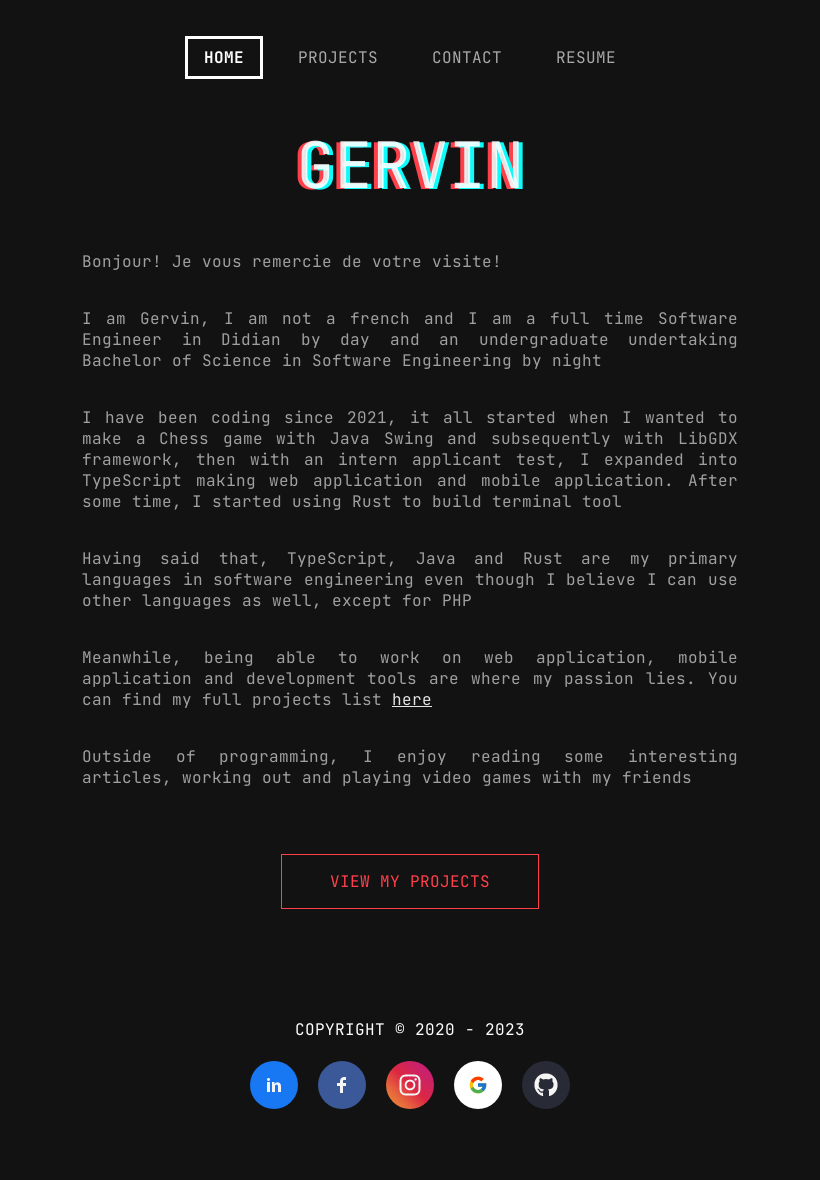 HOME PROJECTS CONTACT RESUME
GERVIN
Bonjour! Je vous remercie de votre visite!
I am Gervin, I am not a french and I am a full time Software
Engineer in Didian by day and an undergraduate undertaking
Bachelor of Science in Software Engineering by night
I have been coding since 2021, it all started when I wanted to
make a Chess game with Java Swing and subsequently with LibGDX
framework, then with an intern applicant test, I expanded into
TypeScript making web application and mobile application. After
some time, I started using Rust to build terminal tool
Having said that, TypeScript, Java and Rust are my primary
languages in software engineering even though I believe I can use
other languages as well, except for PHP
Meanwhile, being able to work on web application, mobile
application and development tools are where my passion lies. You
can find my full projects list here
Outside of programming, I enjoy reading some interesting
articles, working out and playing video games with my friends
VIEW MY PROJECTS
COPYRIGHT © 2020 - 2023
in f G